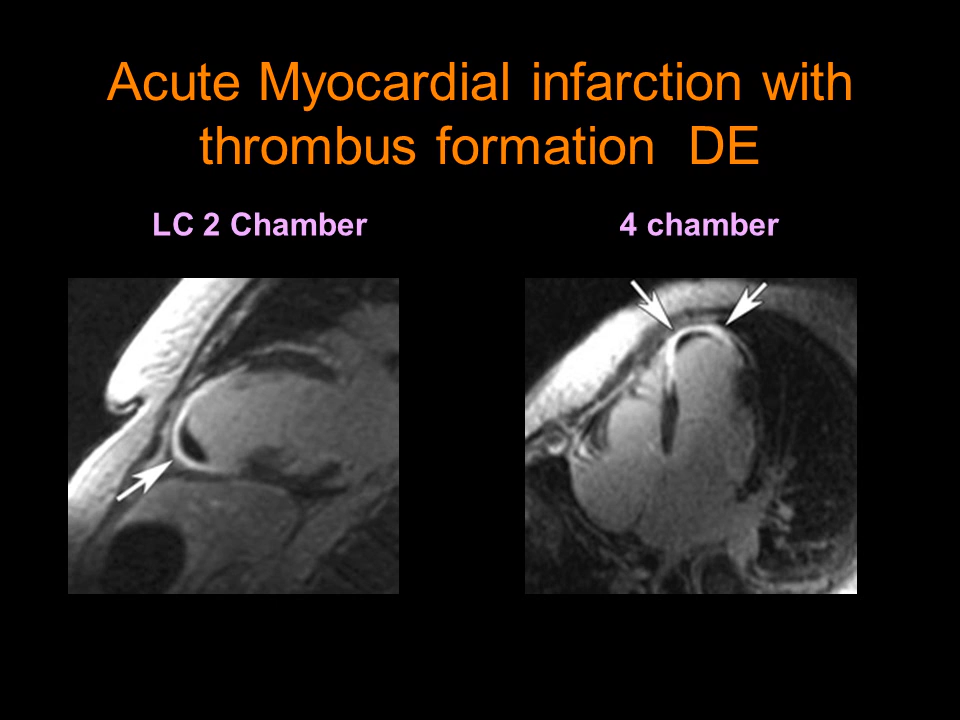 Acute Myocardial infarction with
thrombus formation DE
LC 2 Chamber
4 chamber